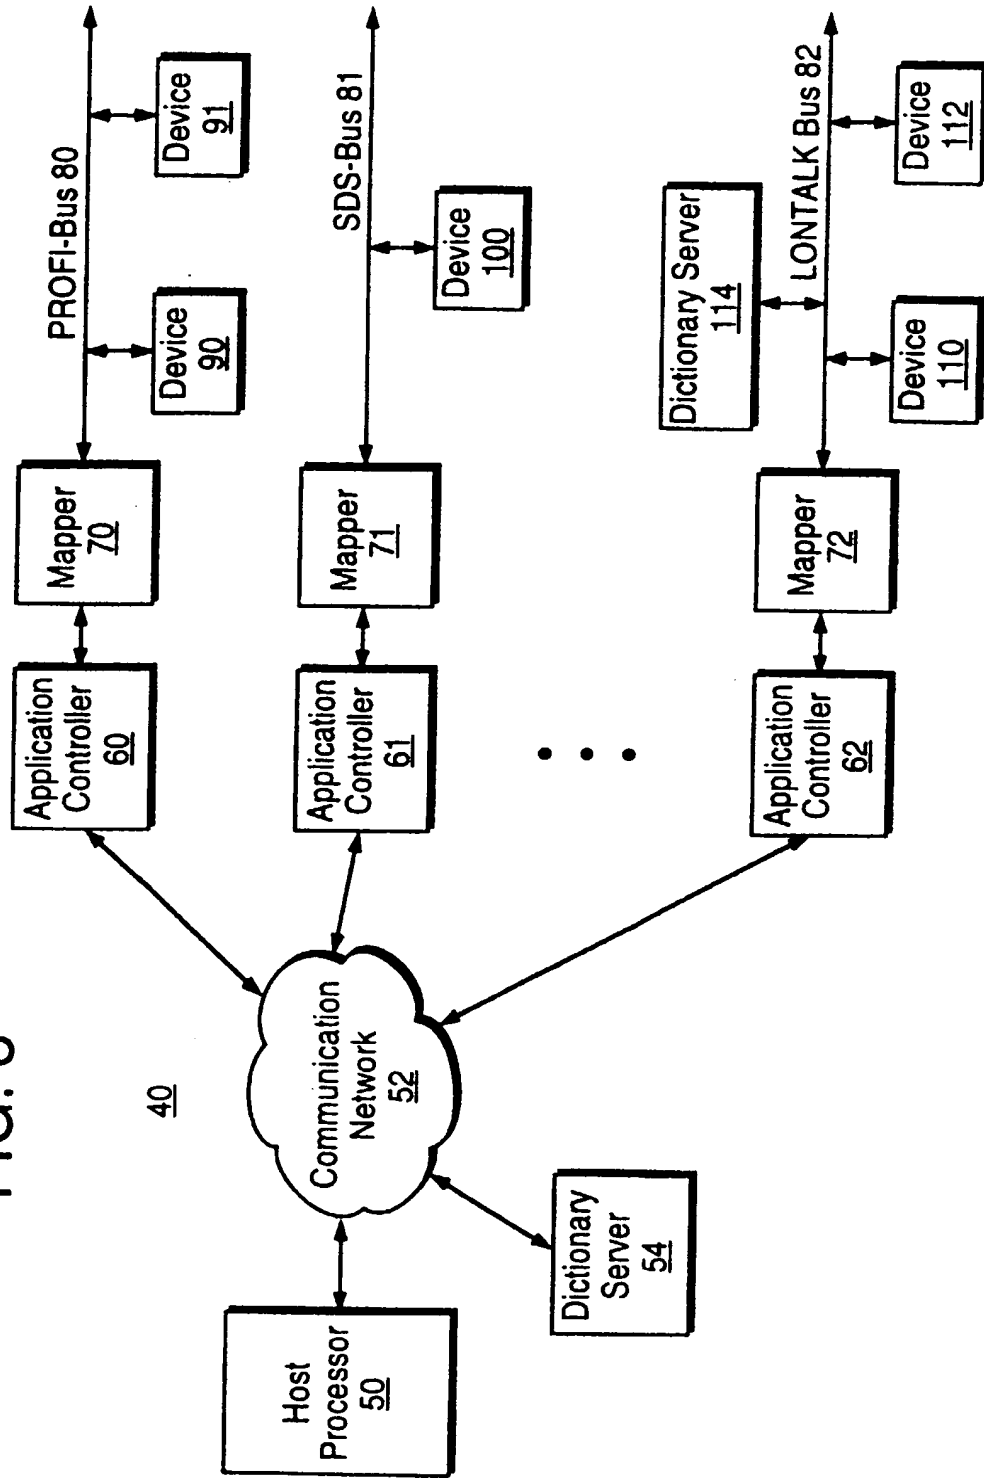 FIG.
40
Host
Processor
50
Dictionary
Server
54
Communication
Network
52
Application
Controller
60
Mapper
70
PROFI-Bus 80
Device
90
Device
91
Application
Controller
61
Mapper
71
SDS-Bus 81
Device
100
Application
Controller
62
Mapper
72
Dictionary Server
114
LONTALK Bus 82
Device
110
Device
112